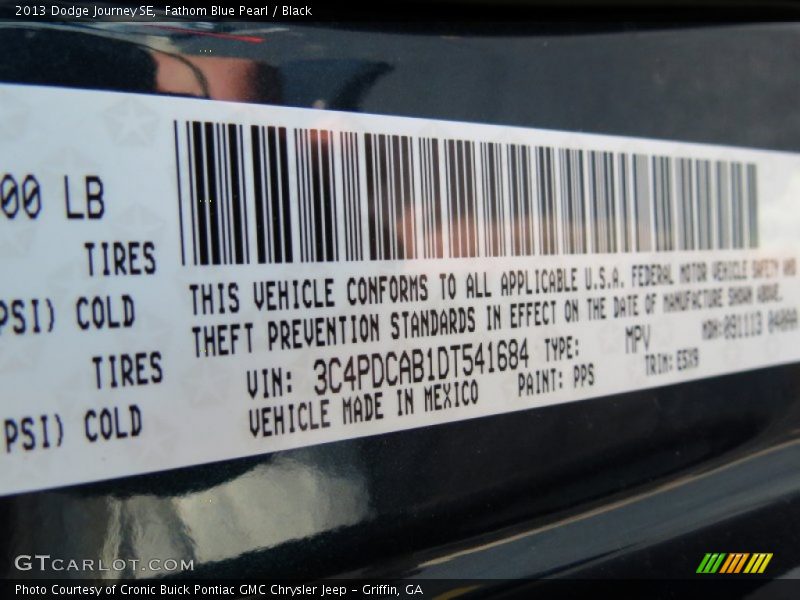 2013 Dodge Journey SE, Fathom Blue Pearl / Black
00 LB
TIRES
PSI) COLD
TIRES
PSI) COLD
THIS VEHICLE CONFORMS TO ALL APPLICABLE U.S.A. FEDERAL MOTOR VEHICLE SAFETY AND
THEFT PREVENTION STANDARDS IN EFFECT ON THE DATE OF MANUFACTURE SHOWN ABOVE.
VIN: 3C4PDCAB1DT541684 TYPE: MPV MDH:091113
VEHICLE MADE IN MEXICO PAINT: PPS TRIM: E5X9
GTCARLOT.COM
Photo Courtesy of Cronic Buick Pontiac GMC Chrysler Jeep - Griffin, GA